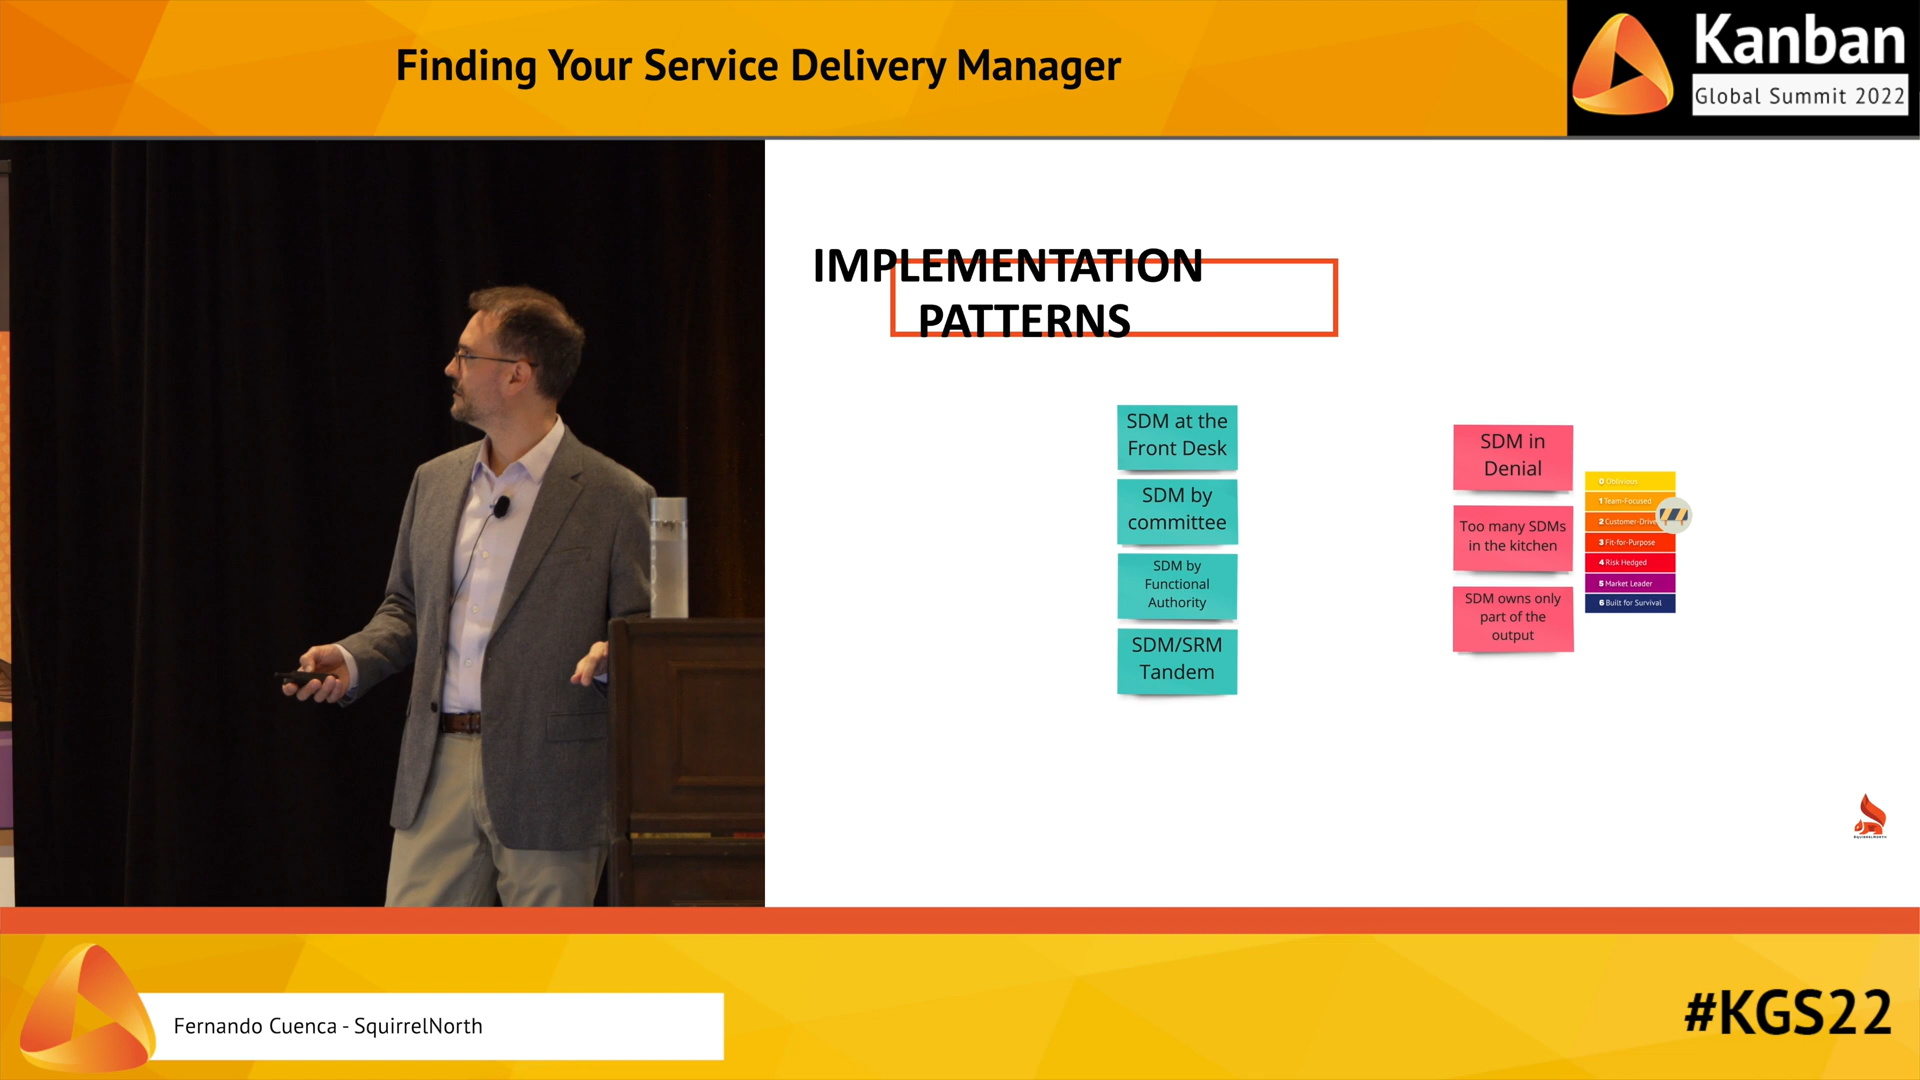 Finding Your Service Delivery Manager
Kanban
Global Summit 2022
IMPLEMENTATION
PATTERNS
SDM at the
Front Desk
SDM by
committee
SDM by
Functional
Authority
SDM/SRM
Tandem
SDM in
Denial
Too many SDMs
in the kitchen
SDM owns only
part of the
output
0 Oblivious
1 Team-Focused
2 Customer-Drive
3 Fit-for-Purpose
4 Risk Hedged
5 Market Leader
6 Built for Survival
SQUIRRELNORTH
Fernando Cuenca - SquirrelNorth
#KGS22